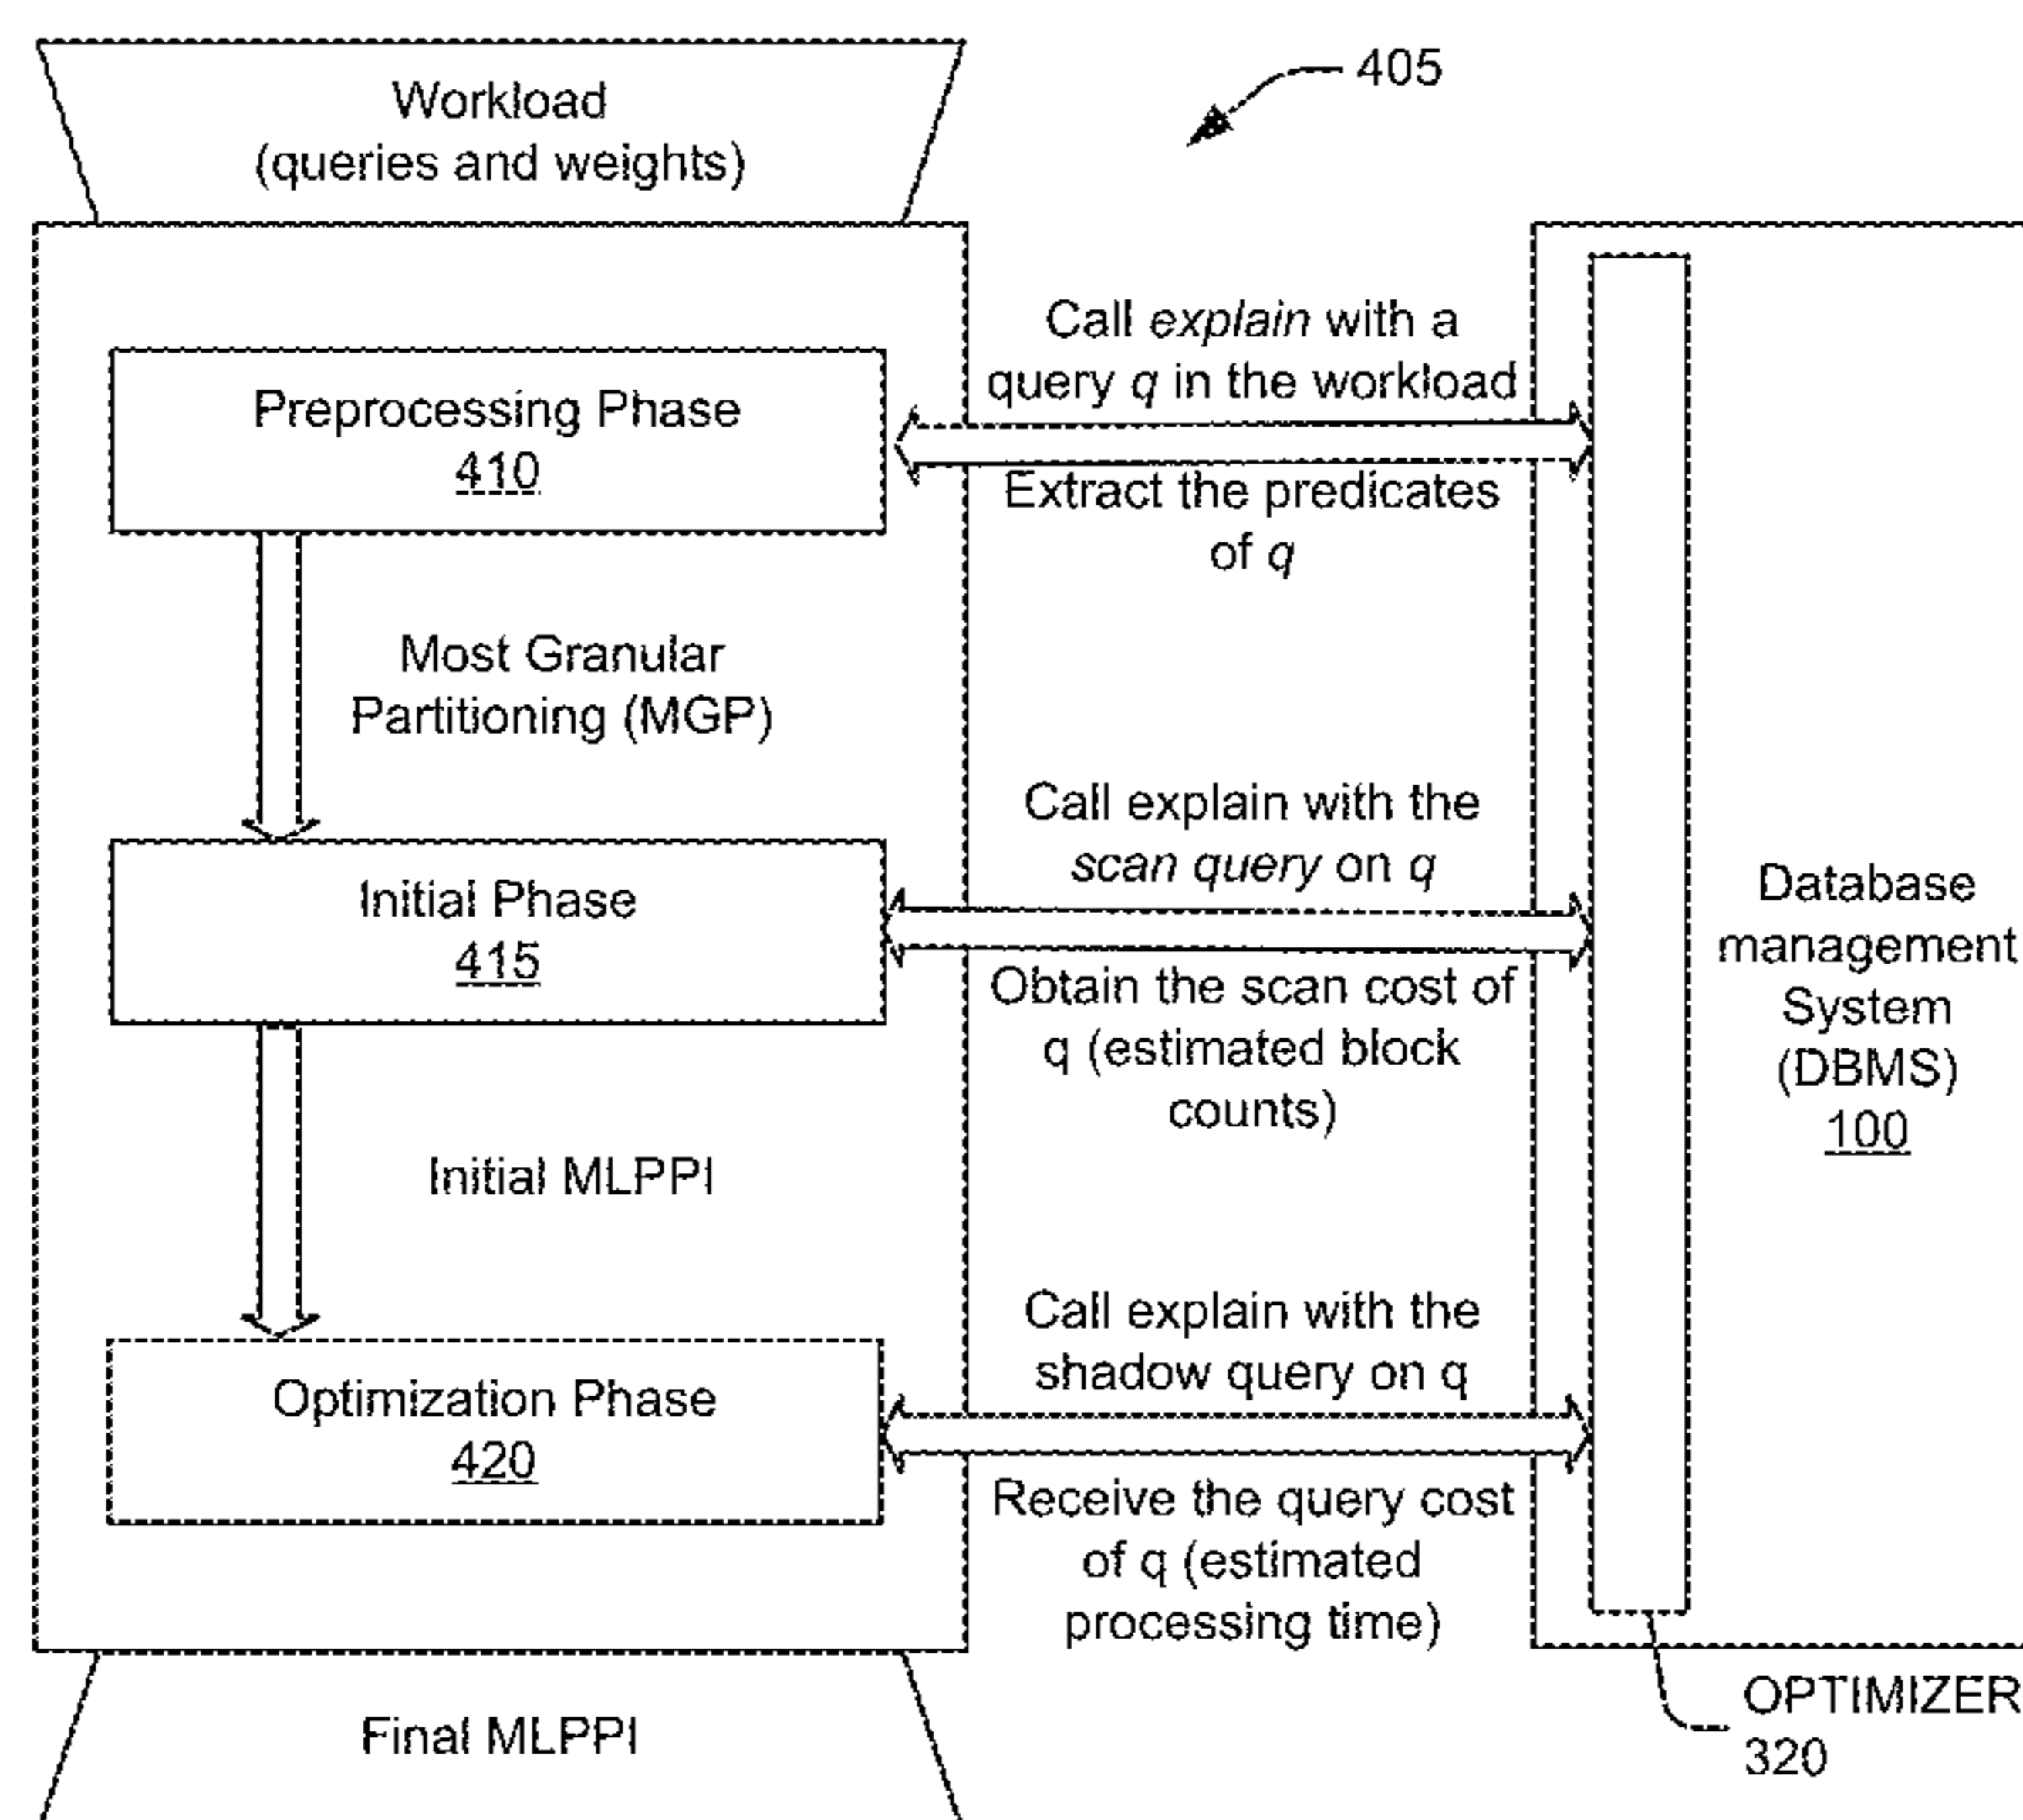 Workload
(queries and weights)
405
Call explain with a
query q in the workload
Preprocessing Phase
410
Extract the predicates
of q
Most Granular
Partitioning (MGP)
Call explain with the
scan query on q
Initial Phase
415
Obtain the scan cost of
q (estimated block
counts)
Database
management
System
(DBMS)
100
Initial MLPPI
Call explain with the
shadow query on q
Optimization Phase
420
Receive the query cost
of q (estimated
processing time)
OPTIMIZER
320
Final MLPPI